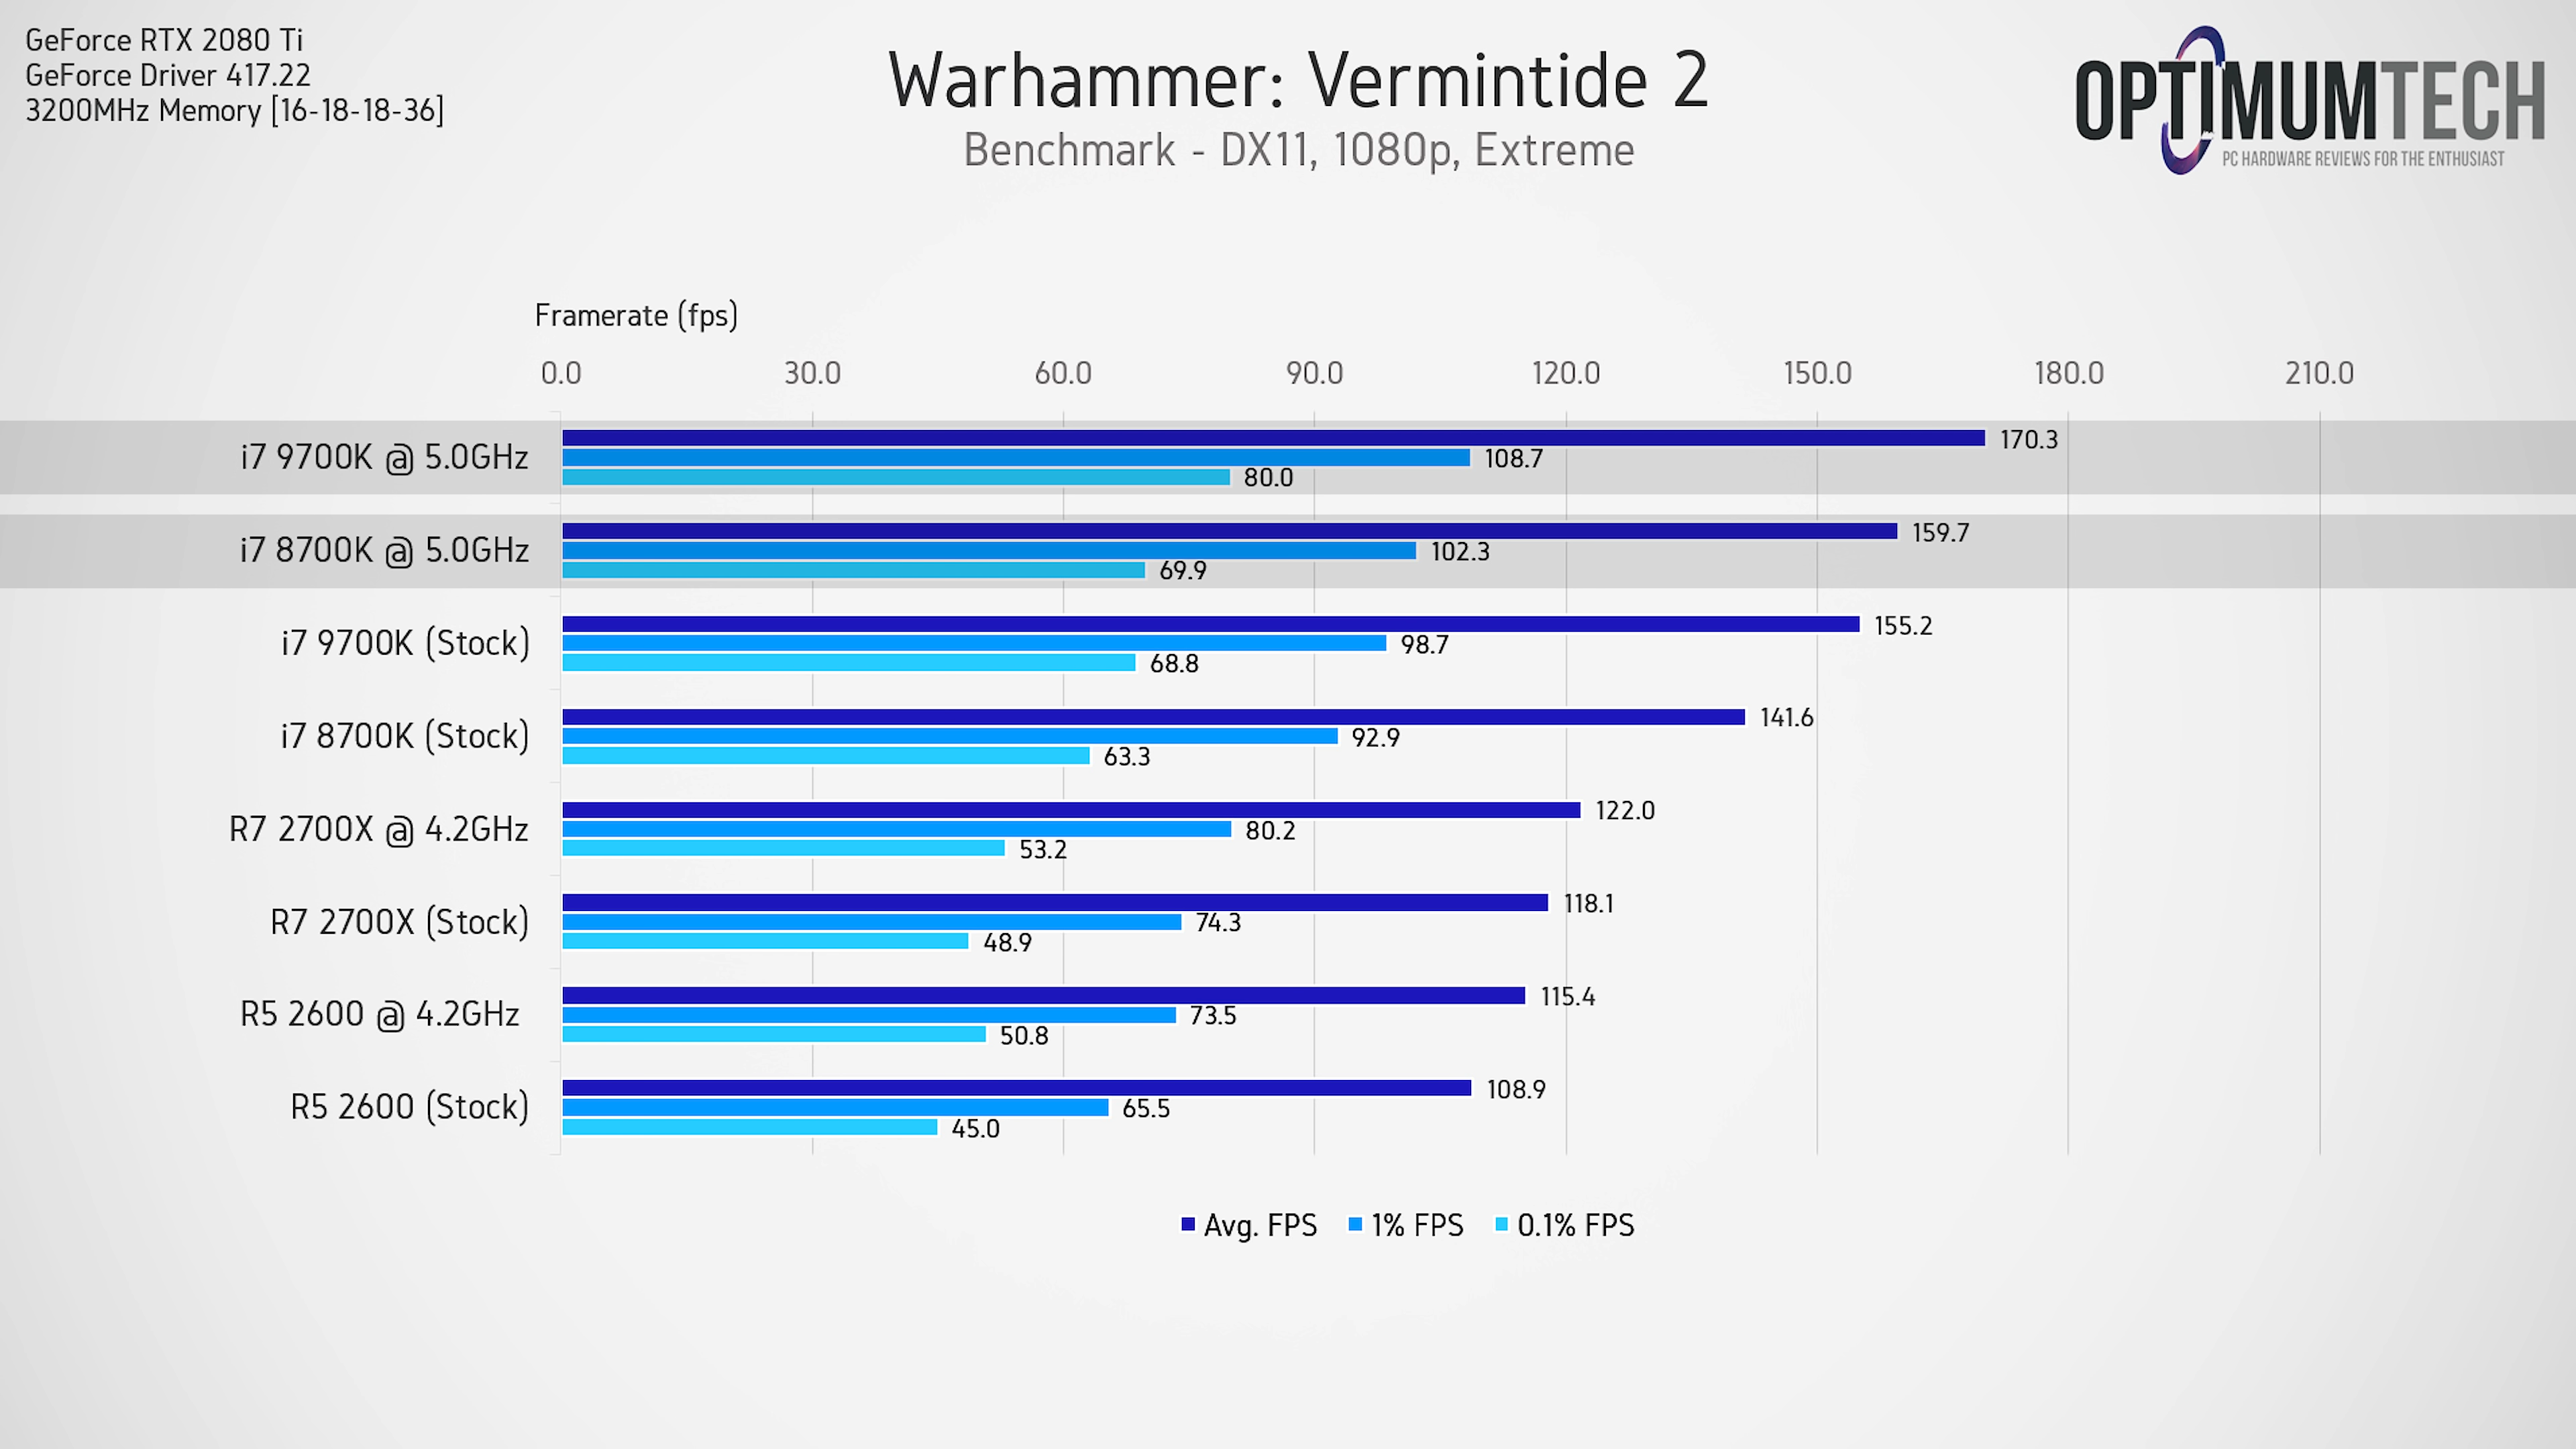 GeForce RTX 2080 Ti
GeForce Driver 417.22
3200MHz Memory [16-18-18-36]
Warhammer: Vermintide 2
Benchmark - DX11, 1080p, Extreme
OPTIMUMTECH
PC HARDWARE REVIEWS FOR THE ENTHUSIAST
Framerate (fps)
0.0 30.0 60.0 90.0 120.0 150.0 180.0 210.0
i7 9700K @ 5.0GHz
170.3
108.7
80.0
i7 8700K @ 5.0GHz
159.7
102.3
69.9
i7 9700K (Stock)
155.2
98.7
68.8
i7 8700K (Stock)
141.6
92.9
63.3
R7 2700X @ 4.2GHz
122.0
80.2
53.2
R7 2700X (Stock)
118.1
74.3
48.9
R5 2600 @ 4.2GHz
115.4
73.5
50.8
R5 2600 (Stock)
108.9
65.5
45.0
Avg. FPS 1% FPS 0.1% FPS